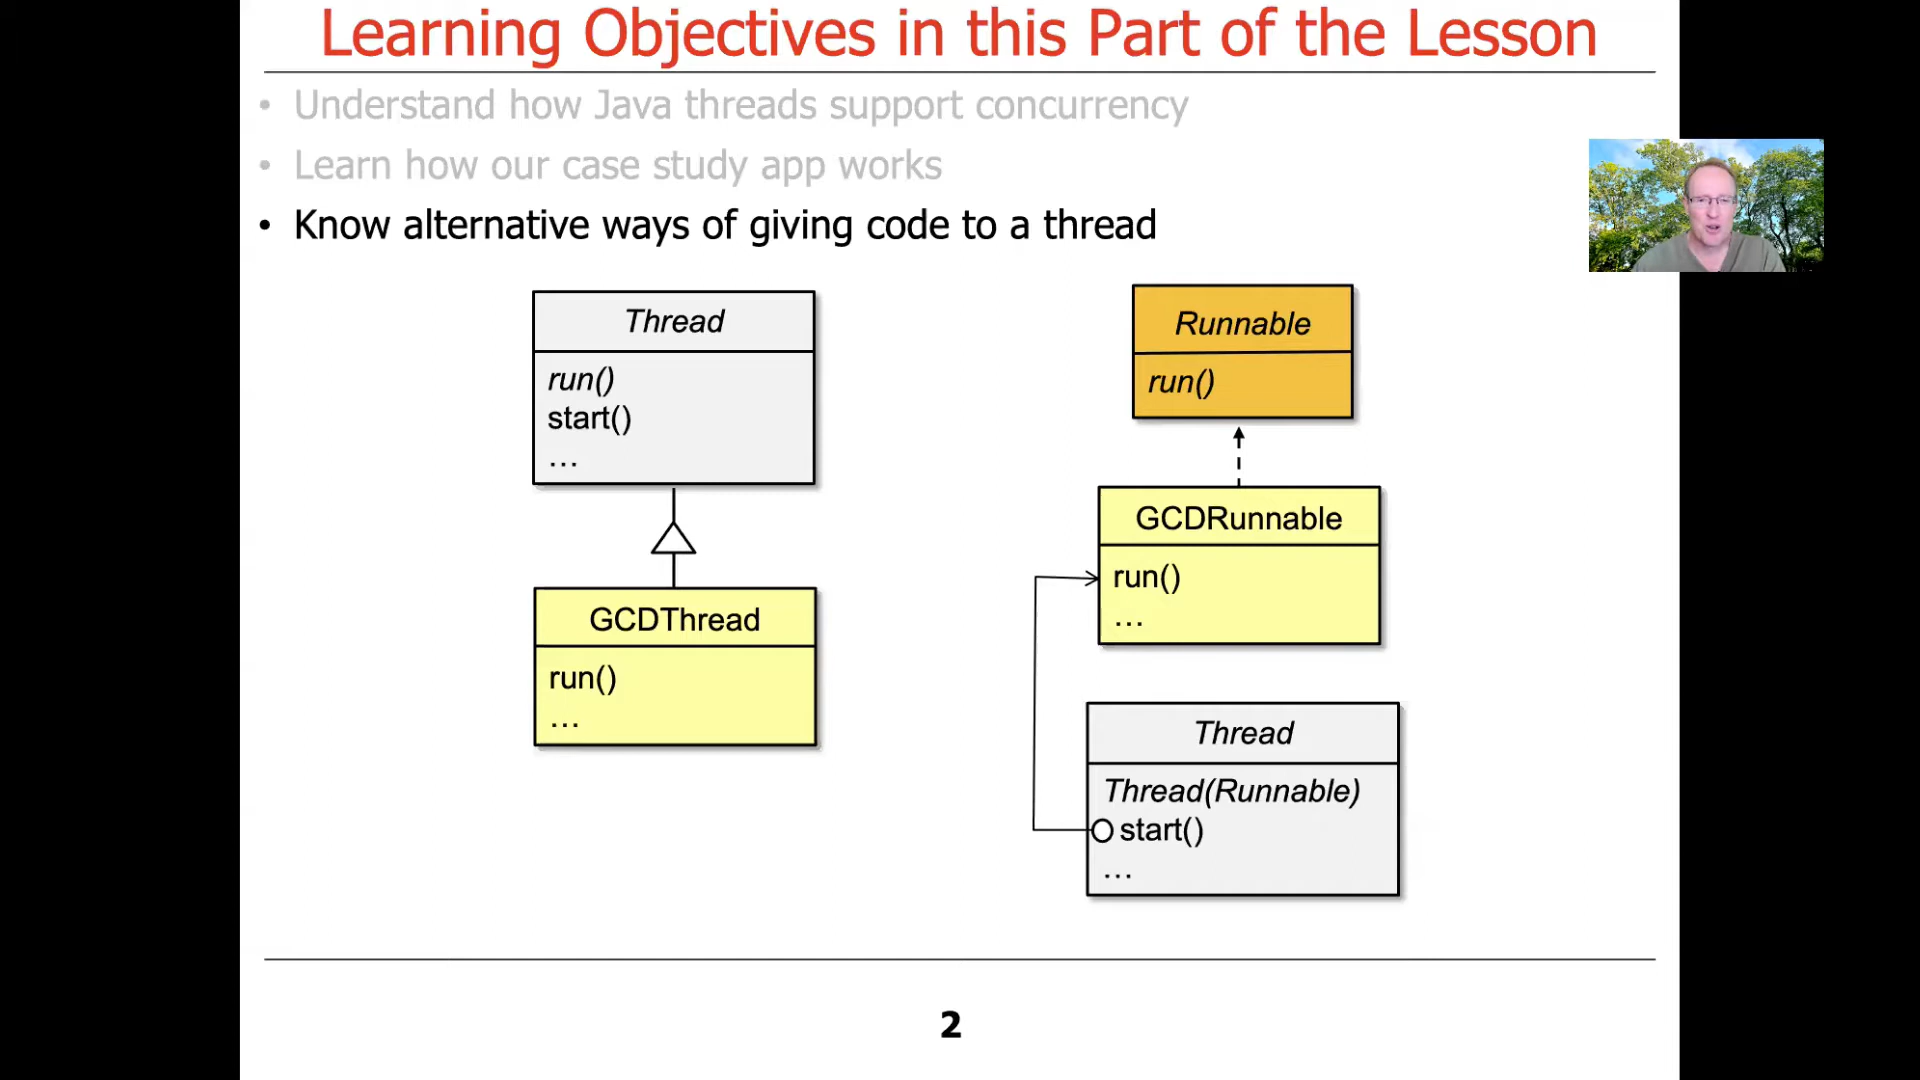 Learning Objectives in this Part of the Lesson
• Understand how Java threads support concurrency
• Learn how our case study app works
• Know alternative ways of giving code to a thread
Thread
run()
start()
...
GCDThread
run()
...
Runnable
run()
GCDRunnable
run()
...
Thread
Thread(Runnable)
start()
...
2